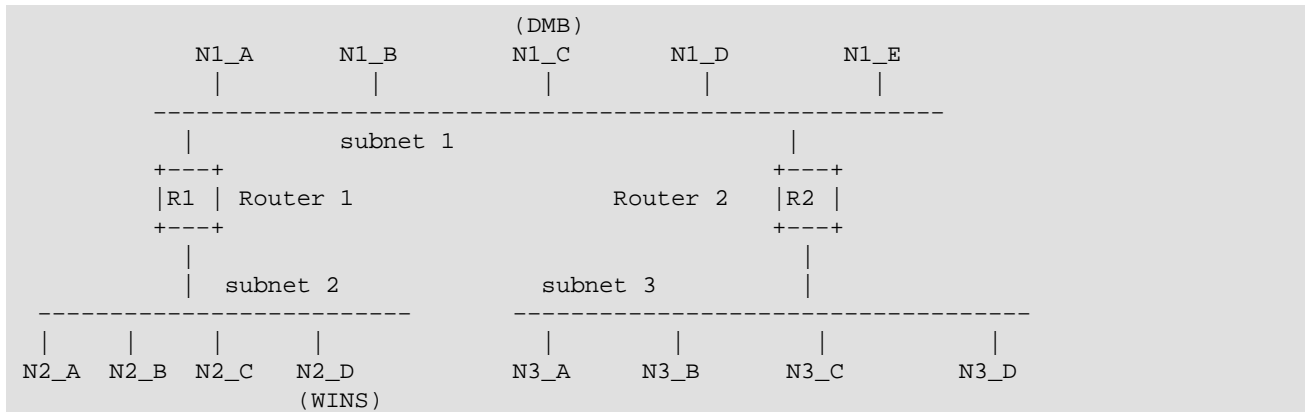 (DMB)
N1_A N1_B N1_C N1_D N1_E
| | | | |
-------------------------------------------------------
| subnet 1 |
+---+ +---+
|R1 | Router 1 Router 2 |R2 |
+---+ +---+
| |
| subnet 2 subnet 3 |
-------------------------- ------------------------------------
| | | | | | | |
N2_A N2_B N2_C N2_D N3_A N3_B N3_C N3_D
(WINS)